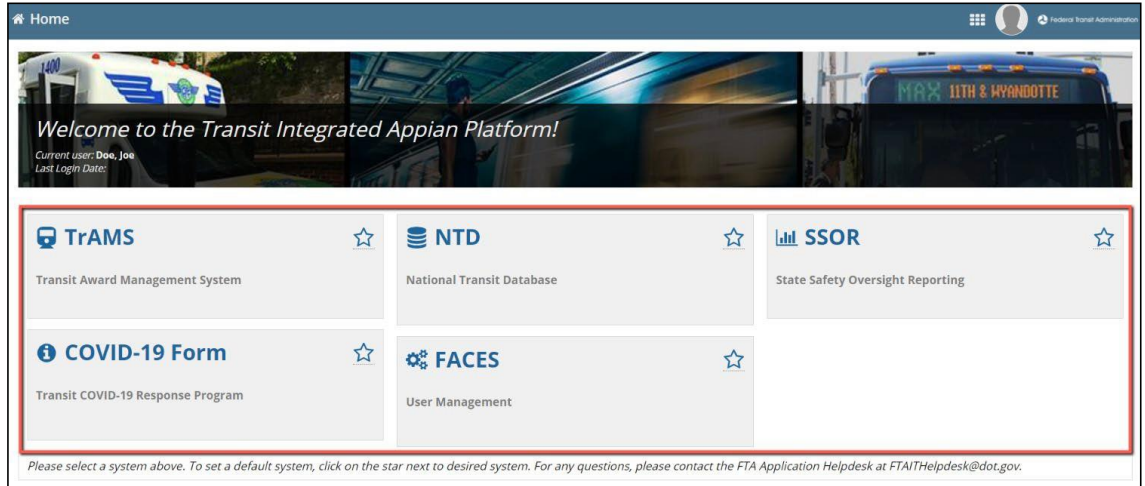 Home
Federal Transit Administration
1400
MAX 11TH & WYANDOTTE
Welcome to the Transit Integrated Appian Platform!
Current user: Doe, Joe
Last Login Date:
TrAMS
Transit Award Management System
NTD
National Transit Database
SSOR
State Safety Oversight Reporting
COVID-19 Form
Transit COVID-19 Response Program
FACES
User Management
Please select a system above. To set a default system, click on the star next to desired system. For any questions, please contact the FTA Application Helpdesk at FTAITHelpdesk@dot.gov.